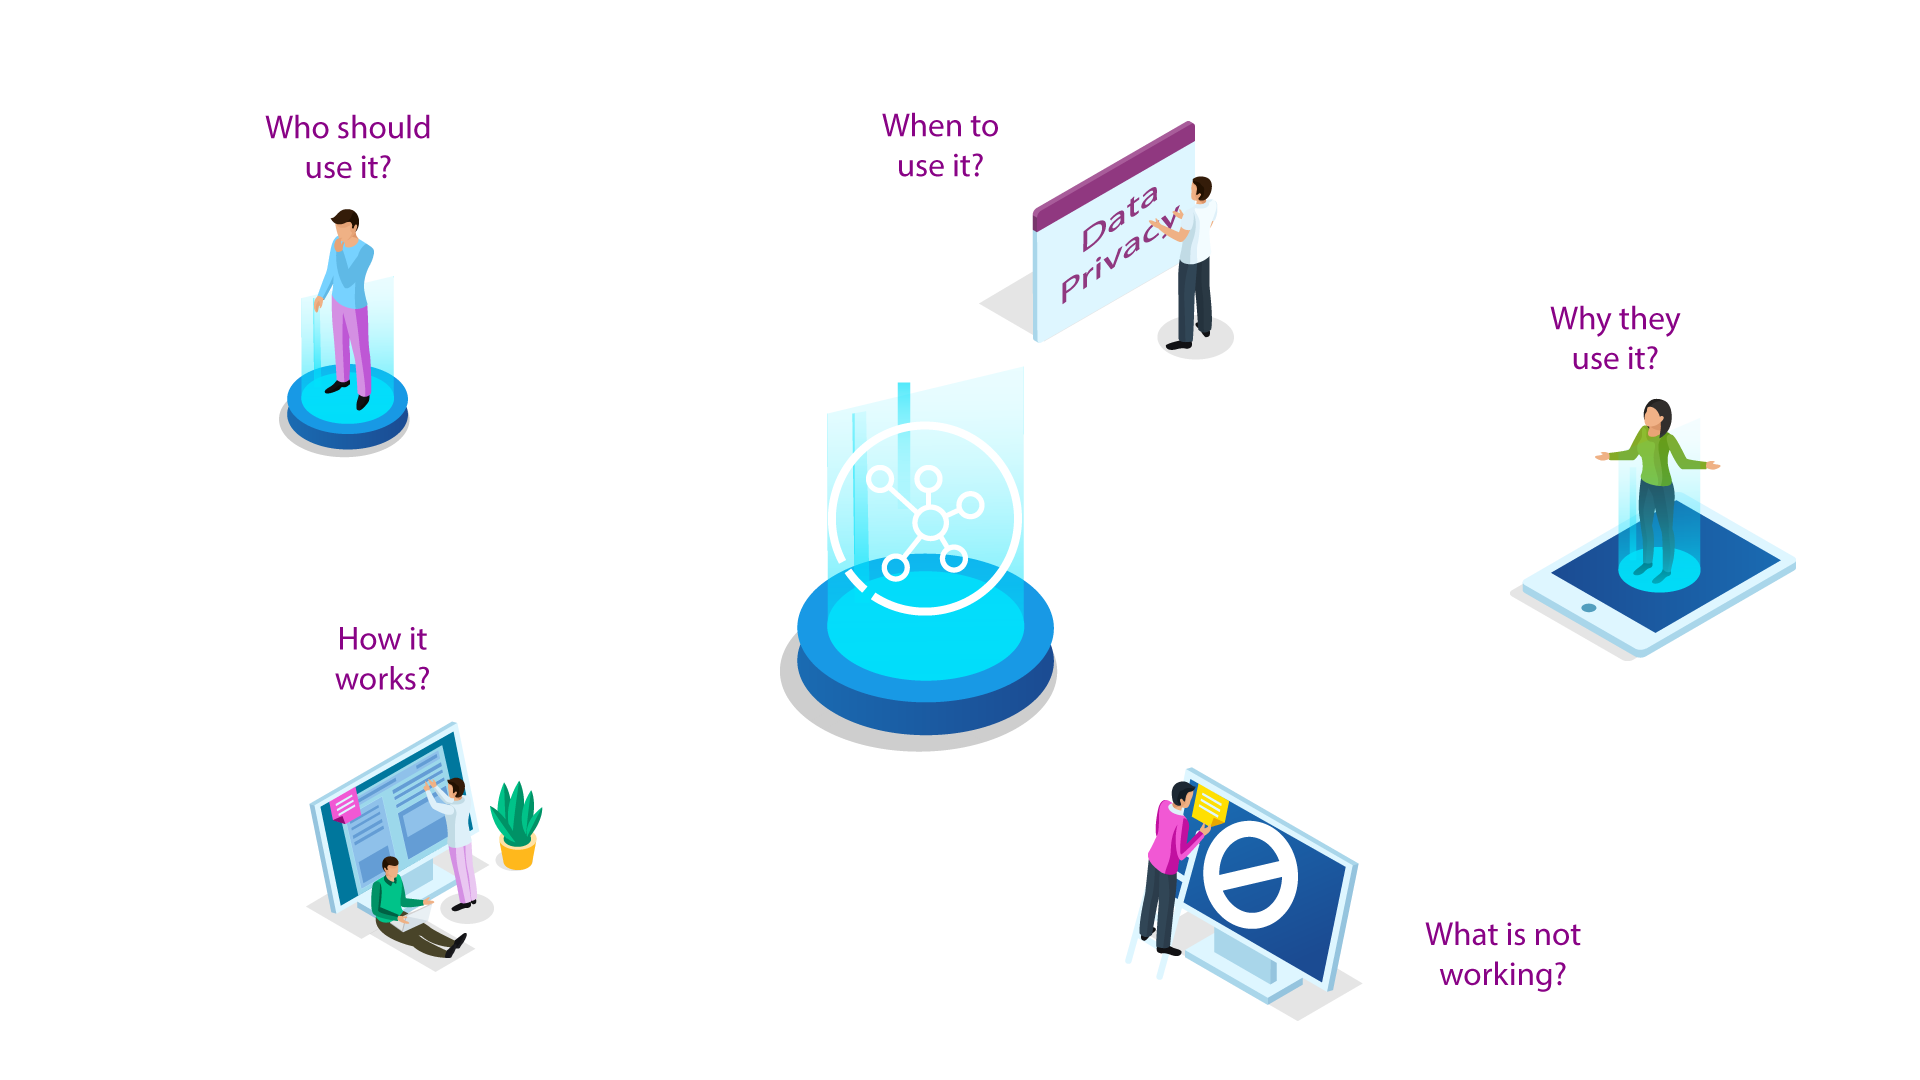 Who should
use it?
When to
use it?
Data
Privacy
Why they
use it?
How it
works?
What is not
working?